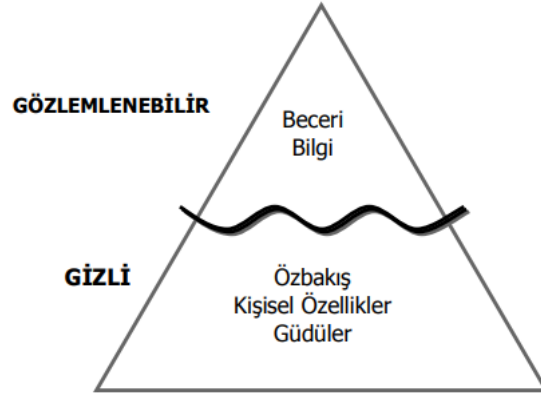 GÖZLEMLENEBİLİR
Beceri
Bilgi
GİZLİ
Özbakış
Kişisel Özellikler
Güdüler